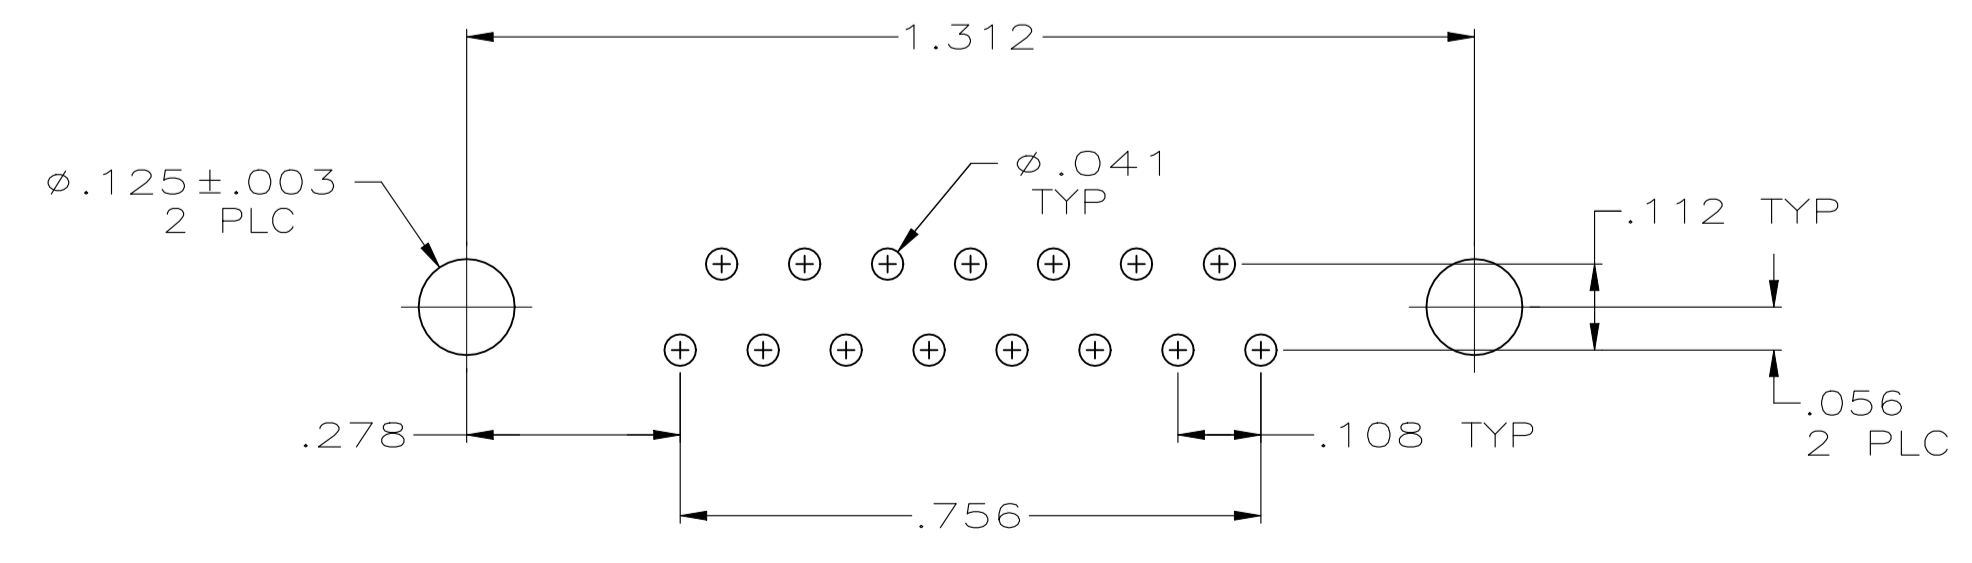 1.312
ø.125±.003
2 PLC
ø.041
TYP
.112 TYP
.056
2 PLC
.278
.108 TYP
.756